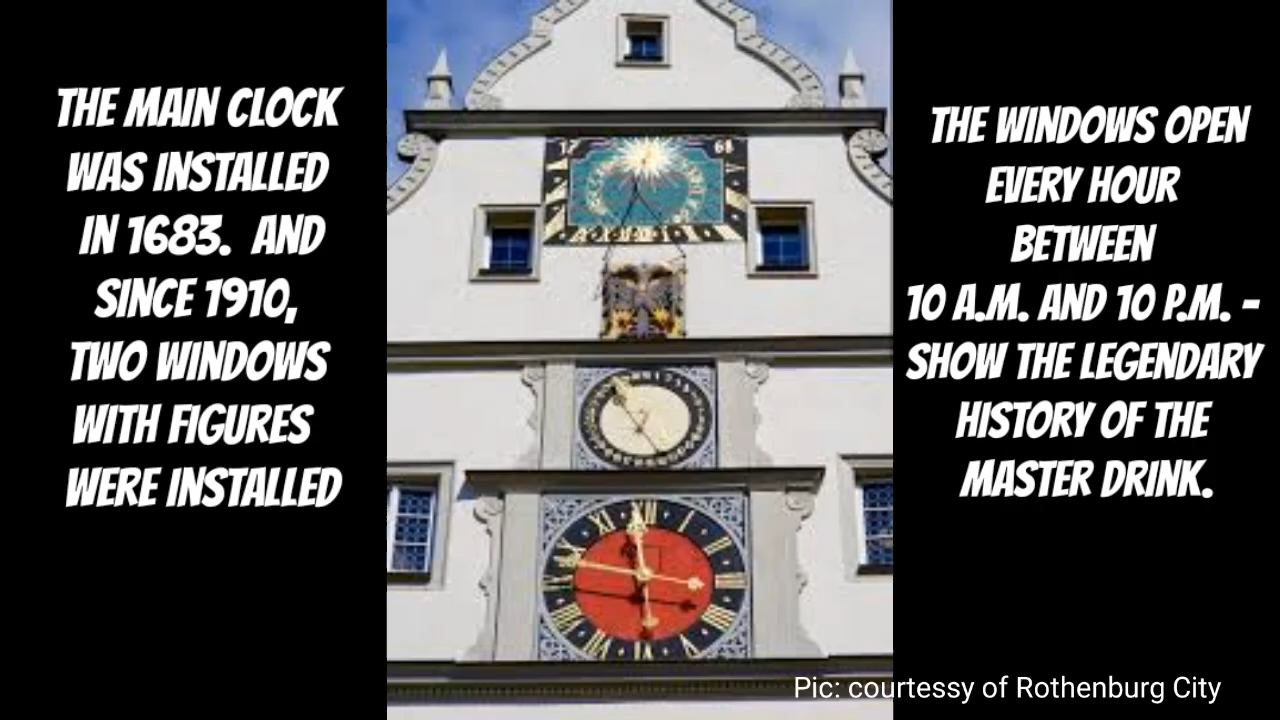 THE MAIN CLOCK
WAS INSTALLED
IN 1683. AND
SINCE 1910,
TWO WINDOWS
WITH FIGURES
WERE INSTALLED
THE WINDOWS OPEN
EVERY HOUR
BETWEEN
10 A.M. AND 10 P.M. -
SHOW THE LEGENDARY
HISTORY OF THE
MASTER DRINK.
17 68
Pic: courtessy of Rothenburg City